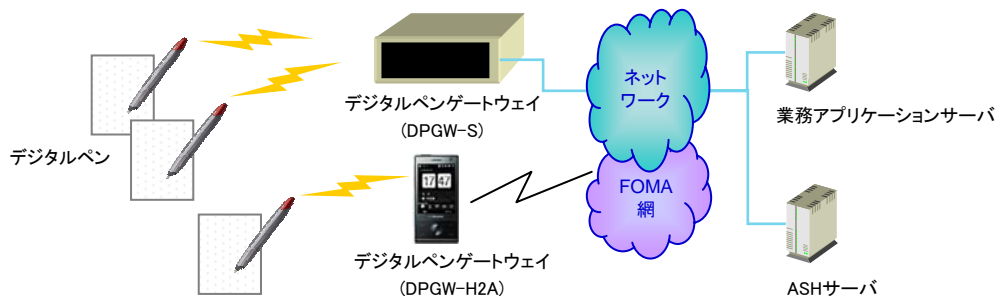 デジタルペン
デジタルペンゲートウェイ
(DPGW-S)
17 47
デジタルペンゲートウェイ
(DPGW-H2A)
ネット
ワーク
FOMA
網
業務アプリケーションサーバ
ASHサーバ